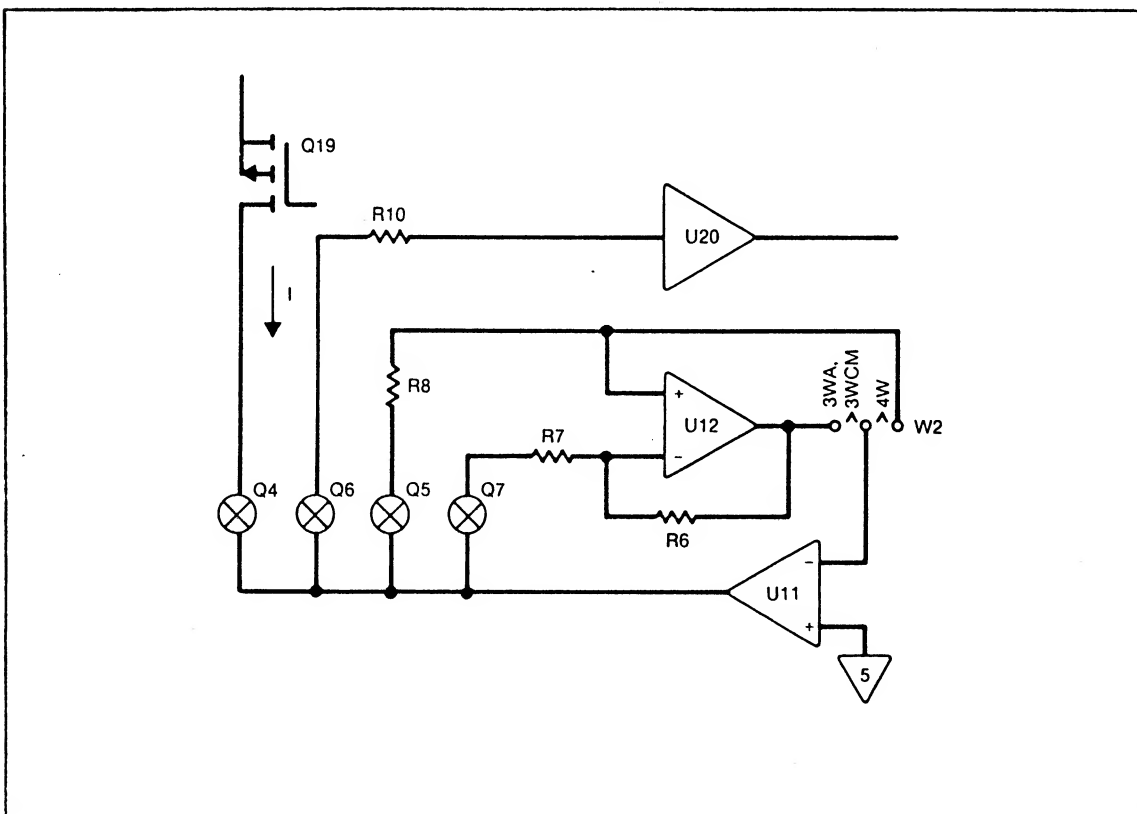 Q19
R10
U20
I
R8
3WA,
3WCM
4W
U12
+
−
W2
R7
Q4
Q6
Q5
Q7
R6
−
U11
+
5